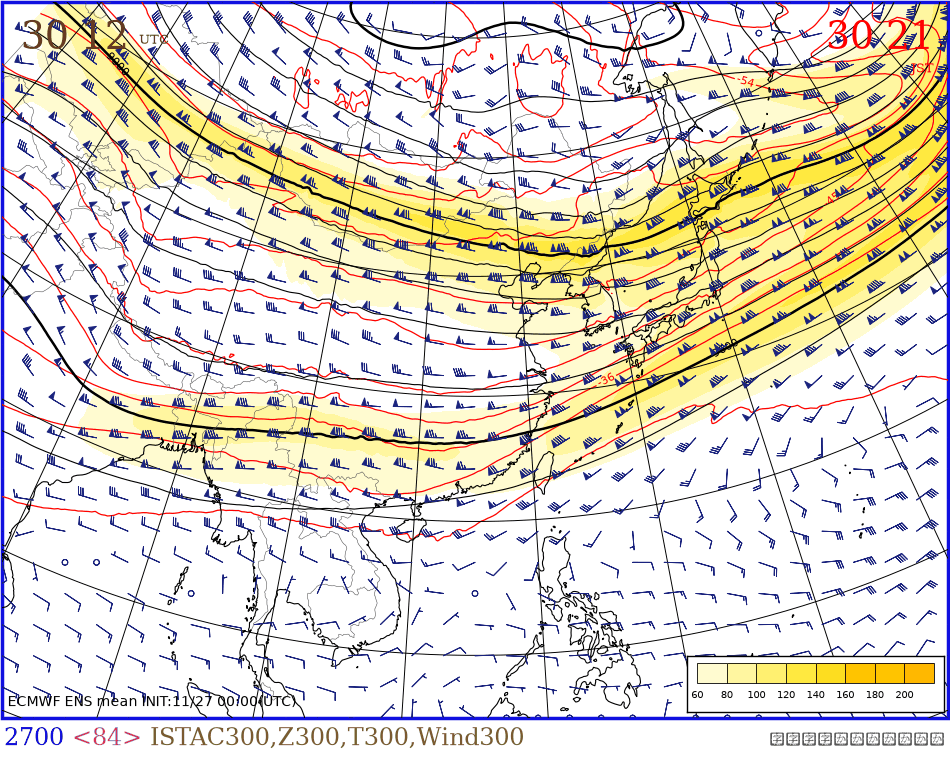 30 12 UTC
30 21
-54
-36
60 80 100 120 140 160 180 200
ECMWF ENS mean INIT:11/27 00:00(UTC)
2700 <84> ISTAC300,Z300,T300,Wind300